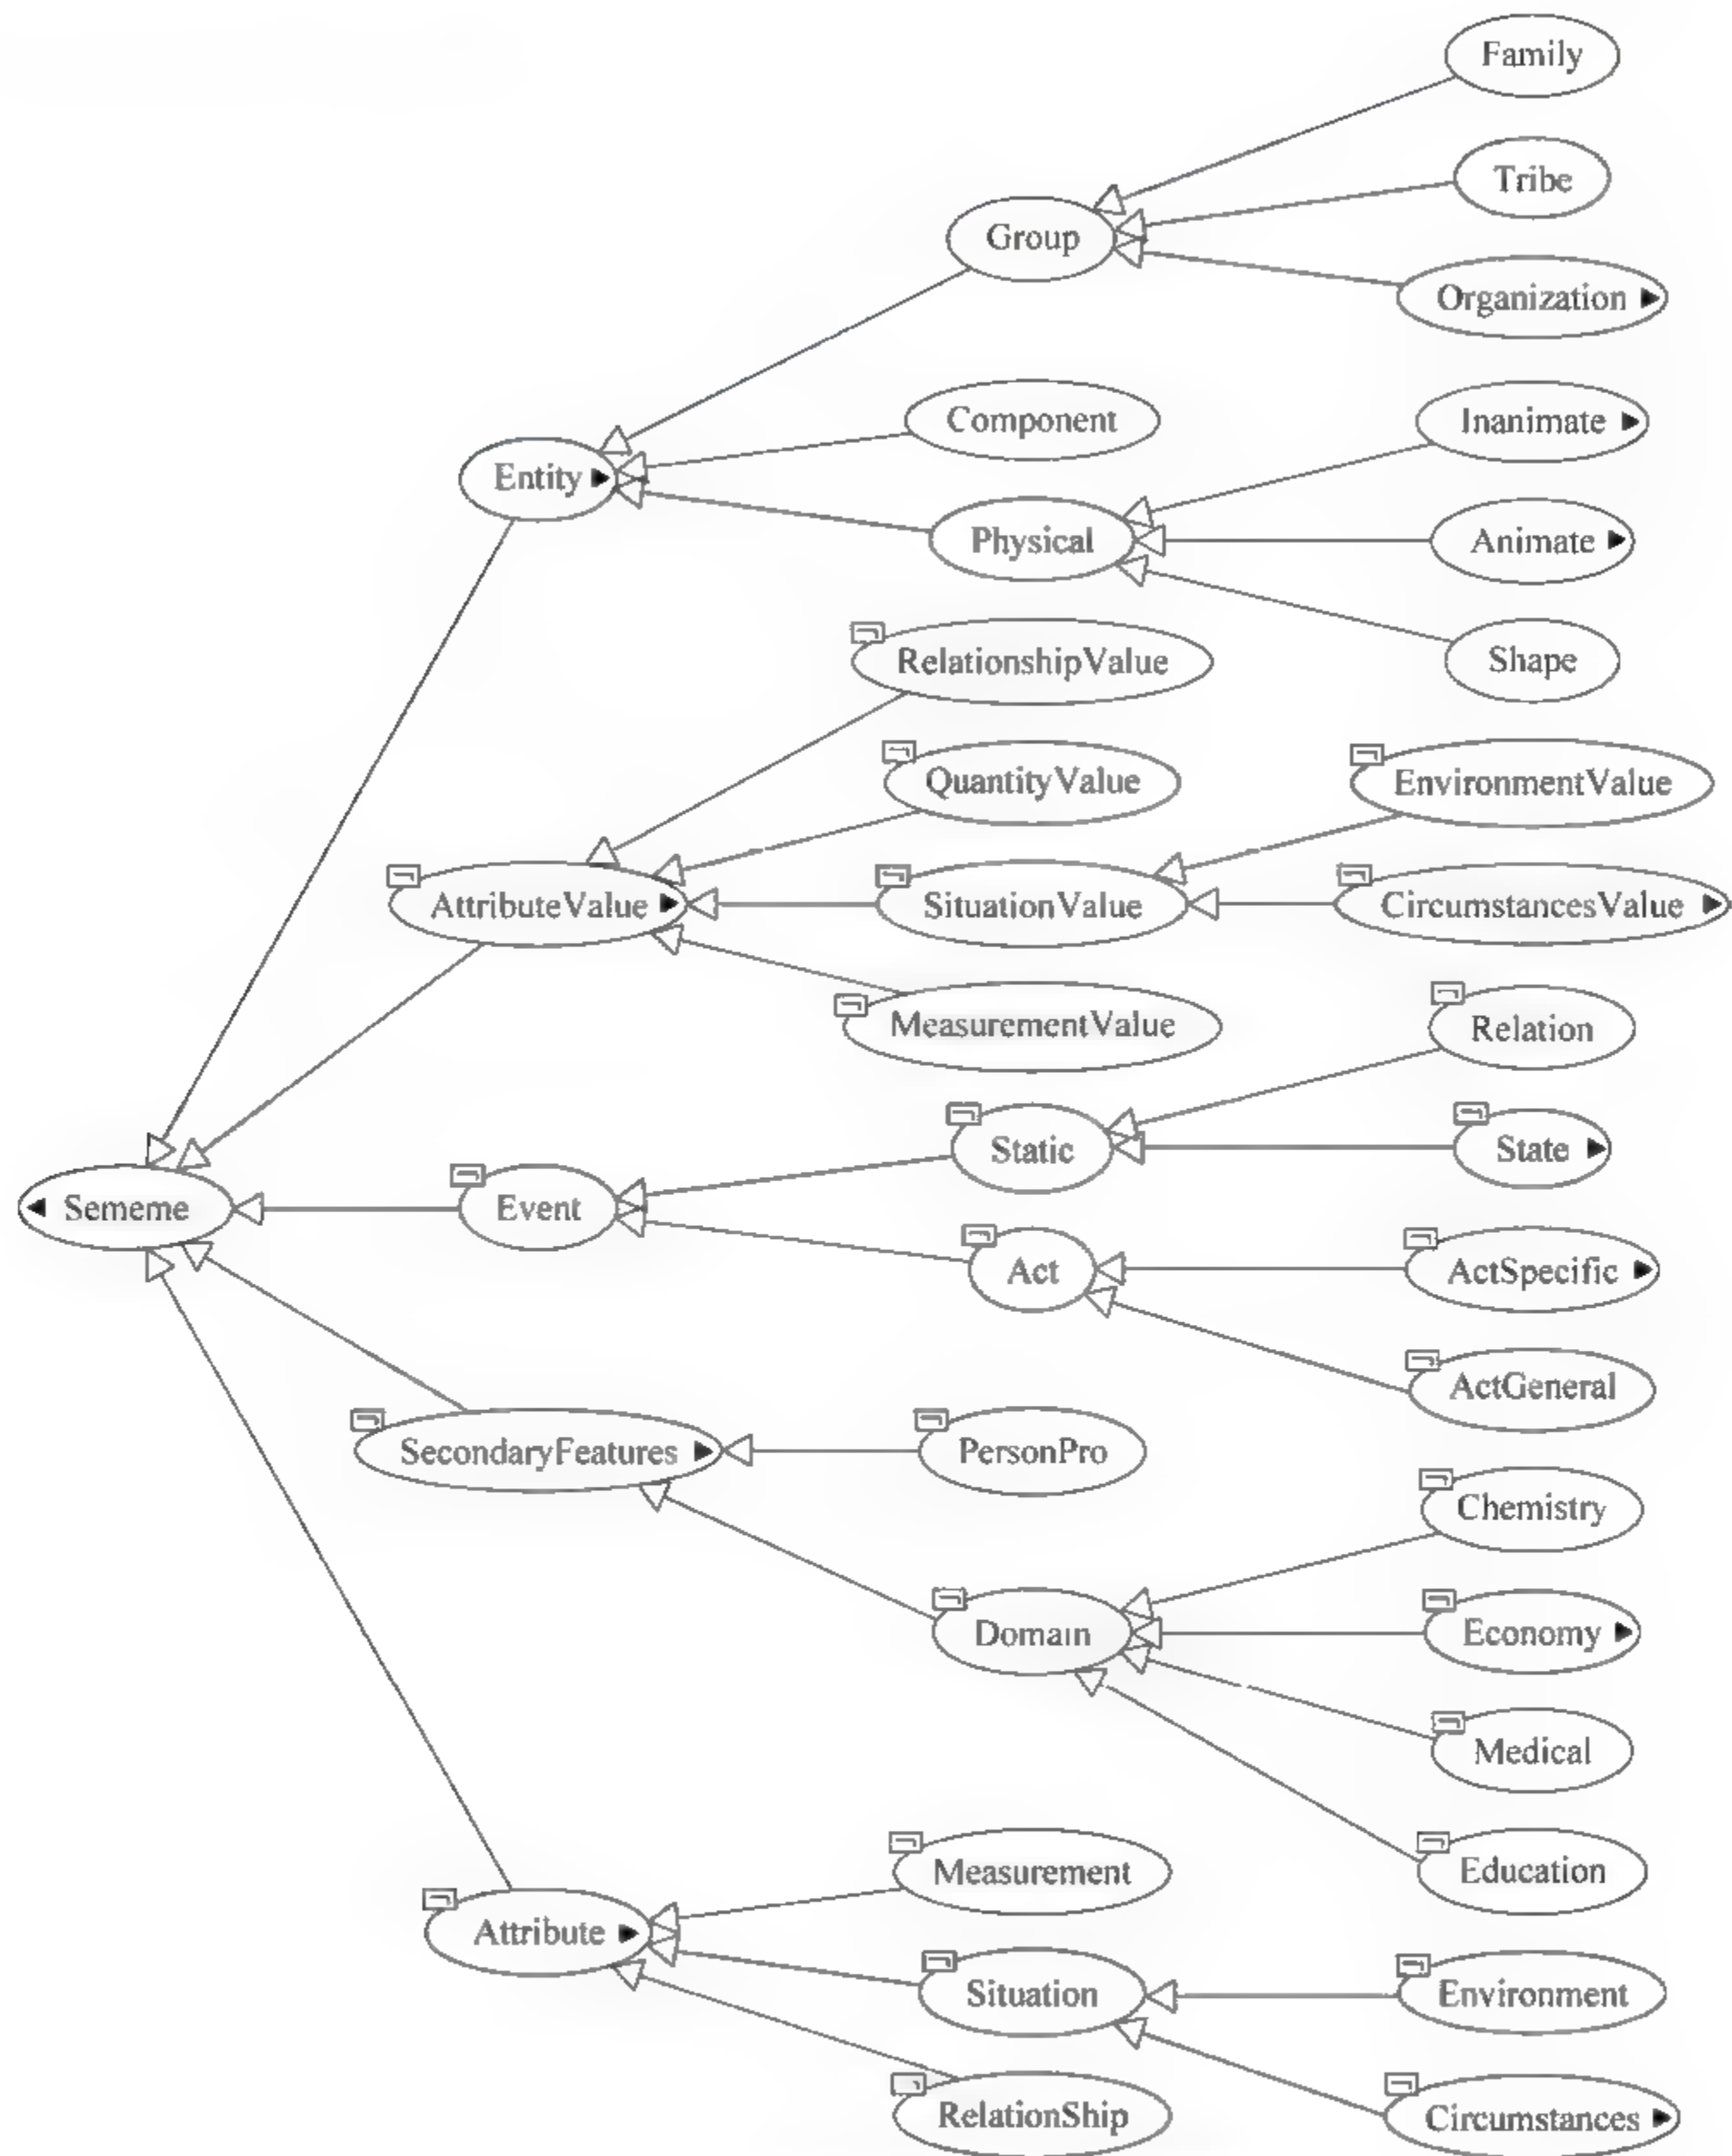 Family
Tribe
Group
Organization
Component
Inanimate
Entity
Physical
Animate
RelationshipValue
Shape
QuantityValue
EnvironmentValue
AttributeValue
SituationValue
CircumstancesValue
MeasurementValue
Relation
Static
State
Sememe
Event
Act
ActSpecific
ActGeneral
SecondaryFeatures
PersonPro
Chemistry
Domain
Economy
Medical
Measurement
Education
Attribute
Situation
Environment
RelationShip
Circumstances